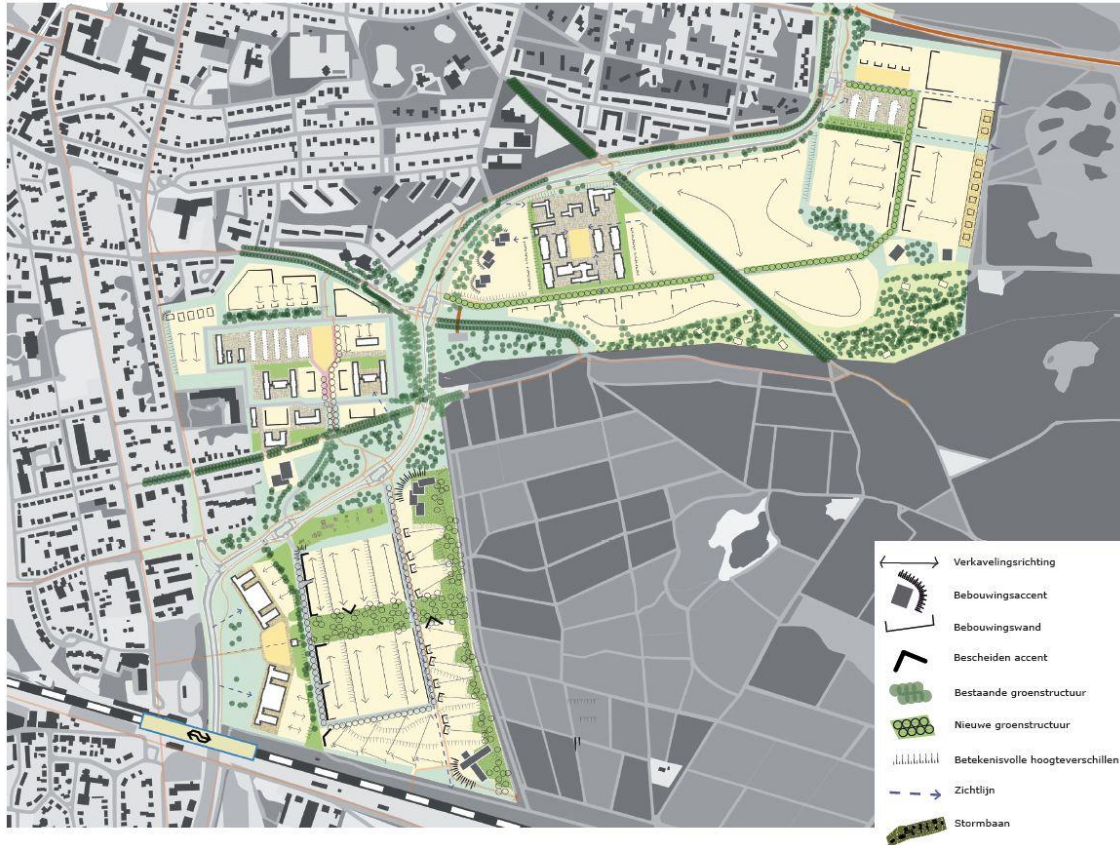 Verkavelingsrichting
Bebouwingsaccent
Bebouwingswand
Bescheiden accent
Bestaande groenstructuur
Nieuwe groenstructuur
Betekenisvolle hoogteverschillen
Zichtlijn
Stormbaan